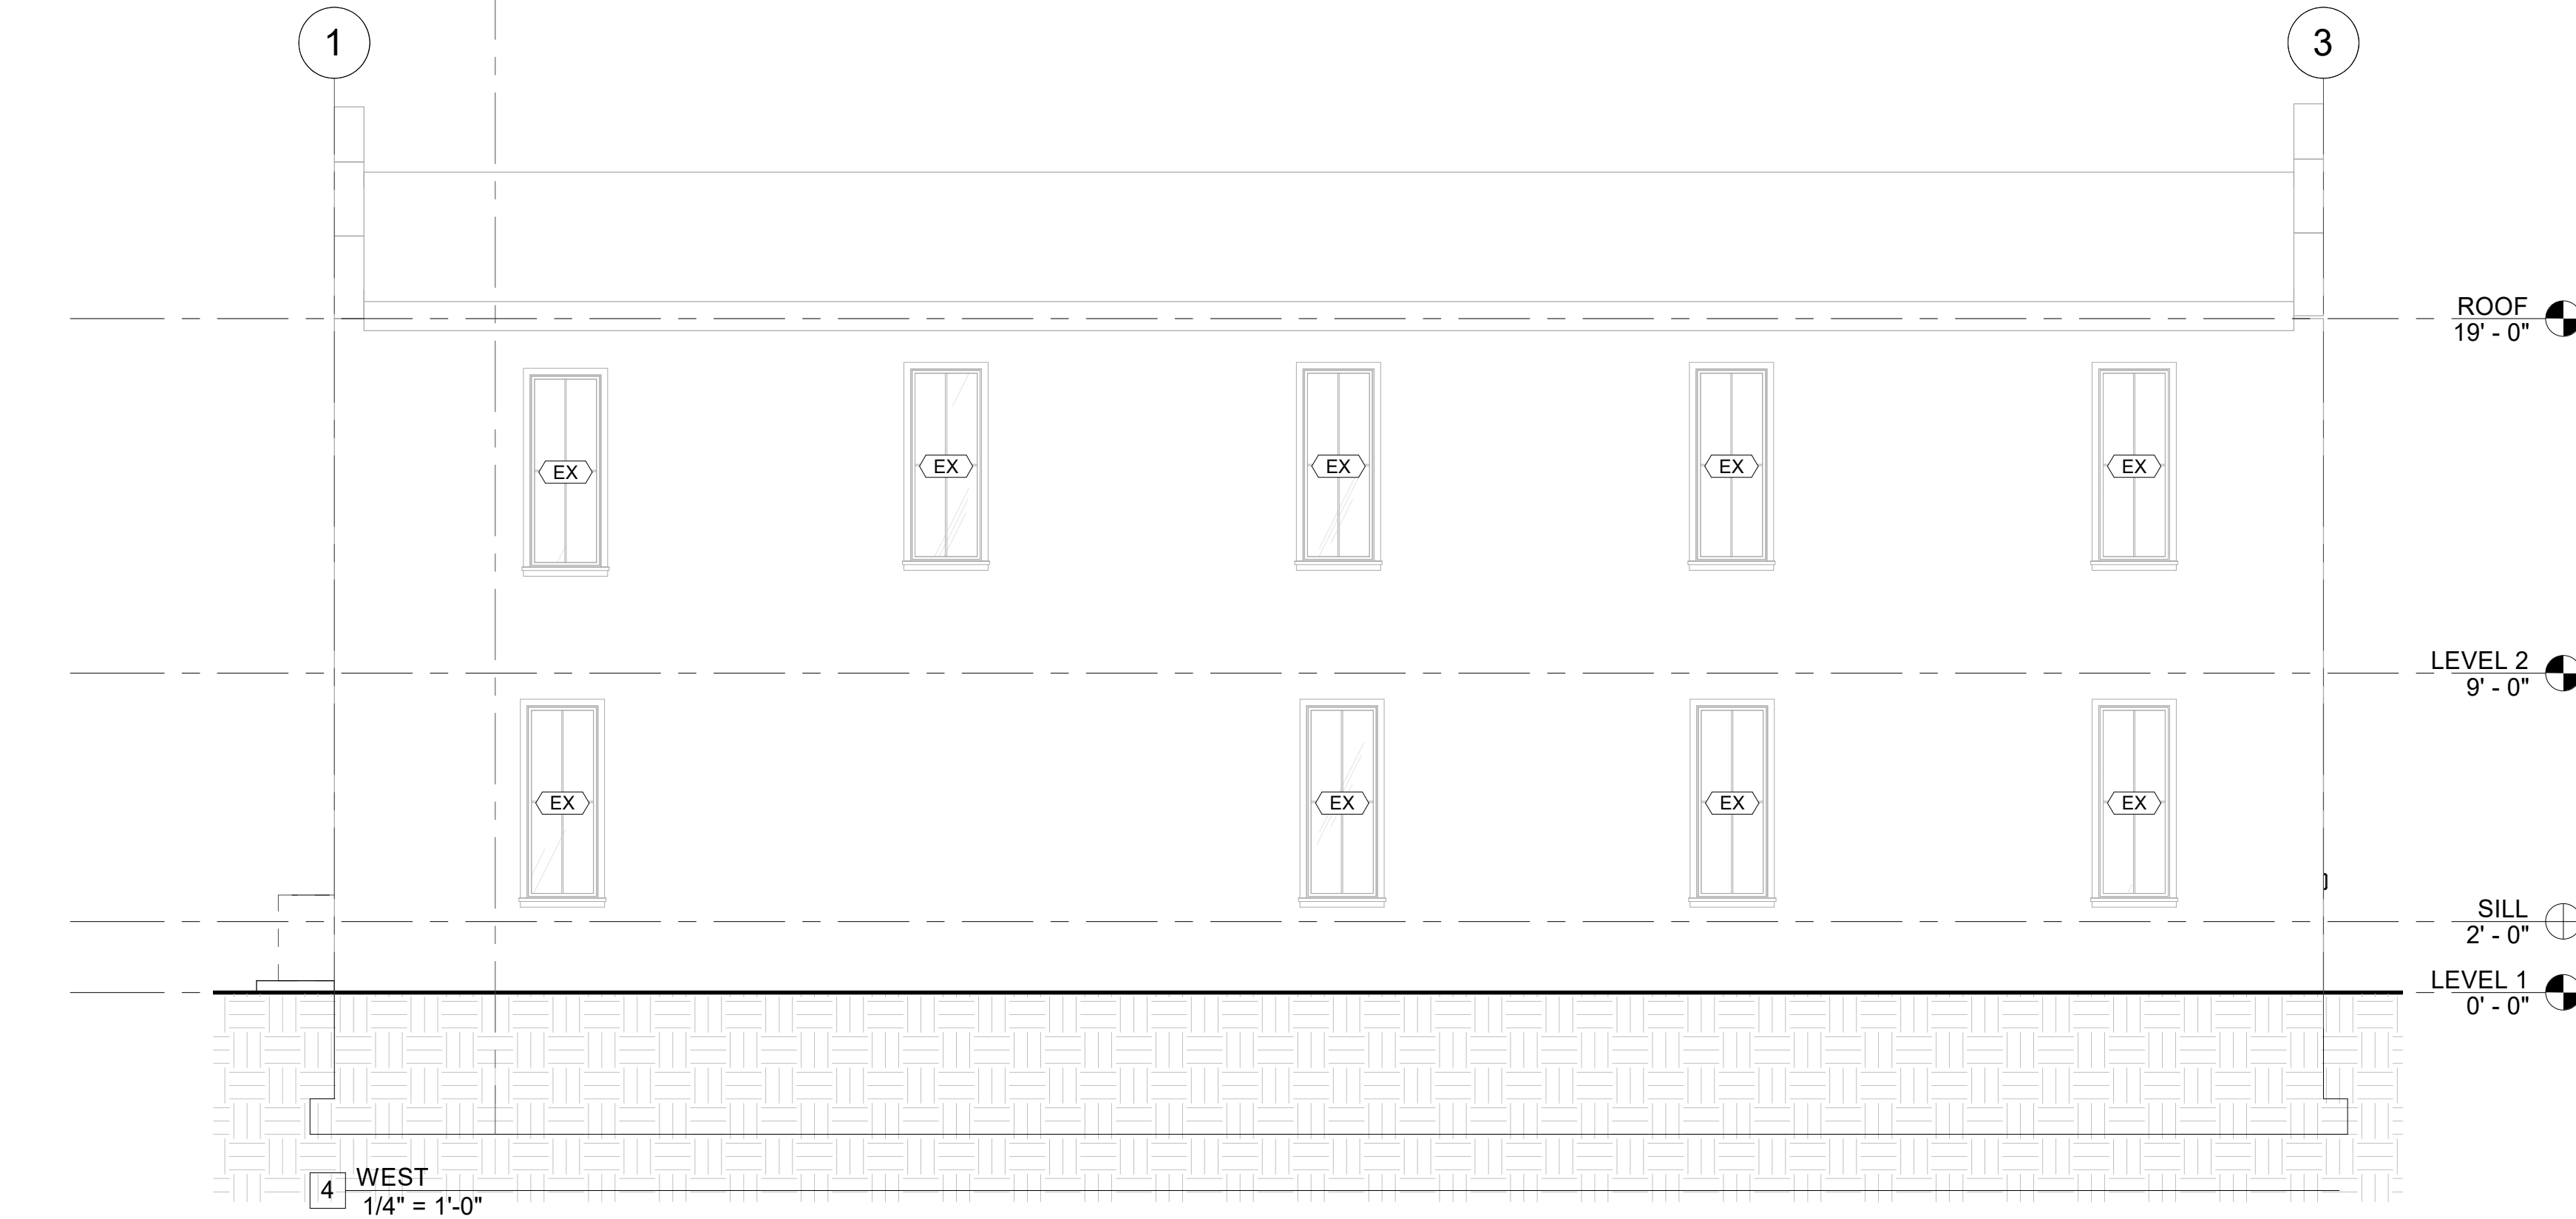 1
3
ROOF
19' - 0"
EX
EX
EX
EX
EX
LEVEL 2
9' - 0"
EX
EX
EX
EX
SILL
2' - 0"
LEVEL 1
0' - 0"
4
WEST
1/4" = 1'-0"